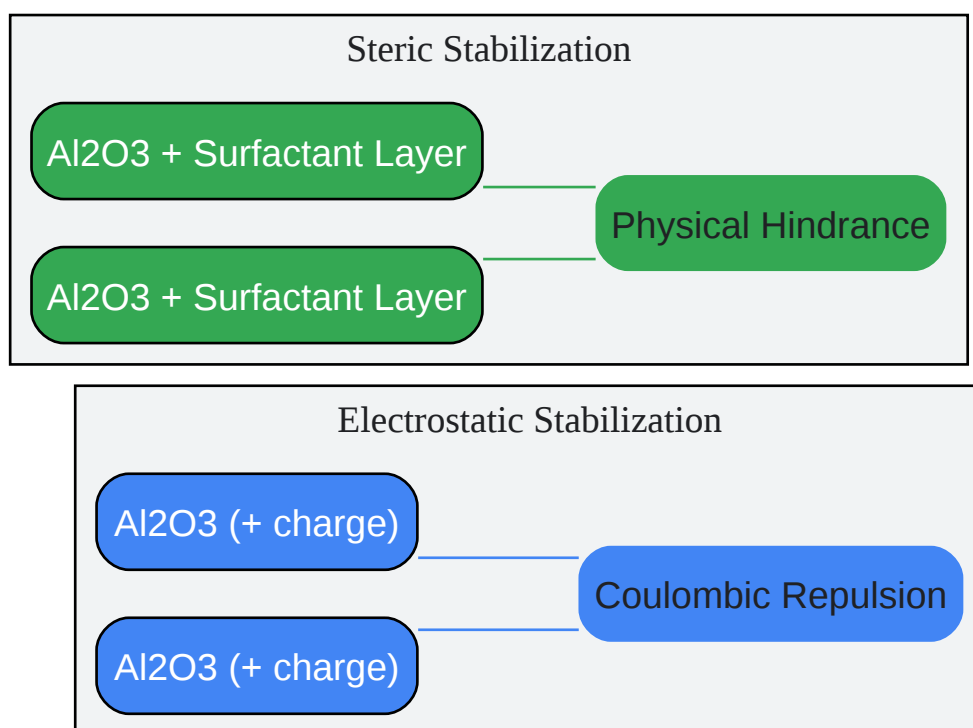 Steric Stabilization
Al2O3 + Surfactant Layer
Physical Hindrance
Al2O3 + Surfactant Layer
Electrostatic Stabilization
Al2O3 (+ charge)
Coulombic Repulsion
Al2O3 (+ charge)